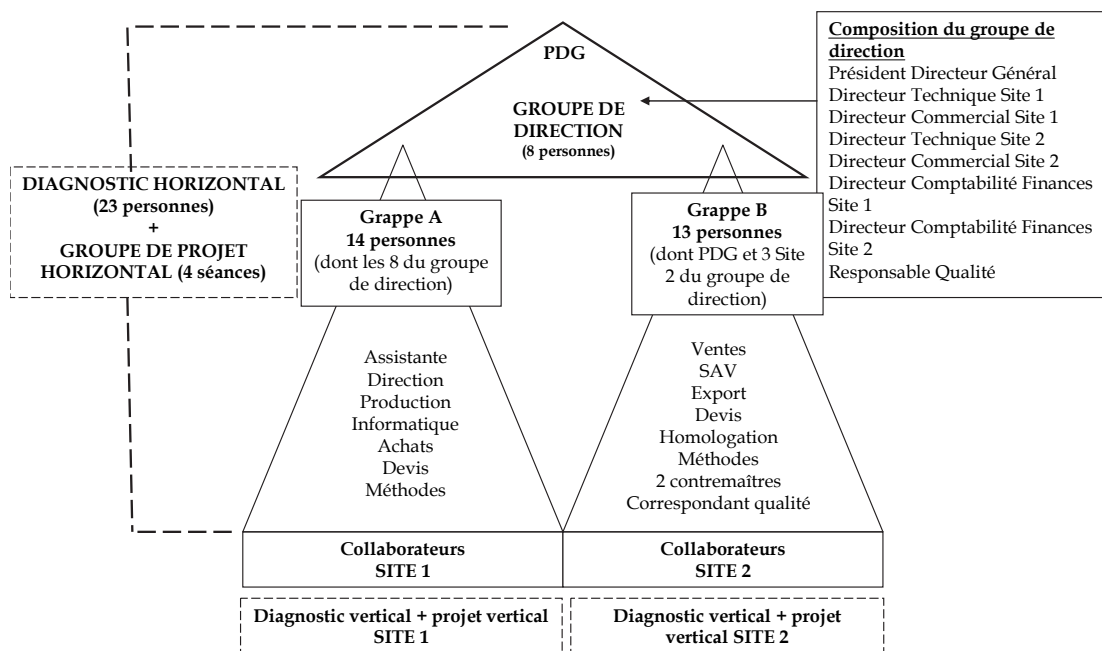 PDG
GROUPE DE
DIRECTION
(8 personnes)
Composition du groupe de
direction
Président Directeur Général
Directeur Technique Site 1
Directeur Commercial Site 1
Directeur Technique Site 2
Directeur Commercial Site 2
Directeur Comptabilité Finances
Site 1
Directeur Comptabilité Finances
Site 2
Responsable Qualité
DIAGNOSTIC HORIZONTAL
(23 personnes)
+
GROUPE DE PROJET
HORIZONTAL (4 séances)
Grappe A
14 personnes
(dont les 8 du groupe
de direction)
Grappe B
13 personnes
(dont PDG et 3 Site
2 du groupe de
direction)
Assistante
Direction
Production
Informatique
Achats
Devis
Méthodes
Ventes
SAV
Export
Devis
Homologation
Méthodes
2 contremaîtres
Correspondant qualité
Collaborateurs
SITE 1
Collaborateurs
SITE 2
Diagnostic vertical + projet vertical
SITE 1
Diagnostic vertical + projet
vertical SITE 2